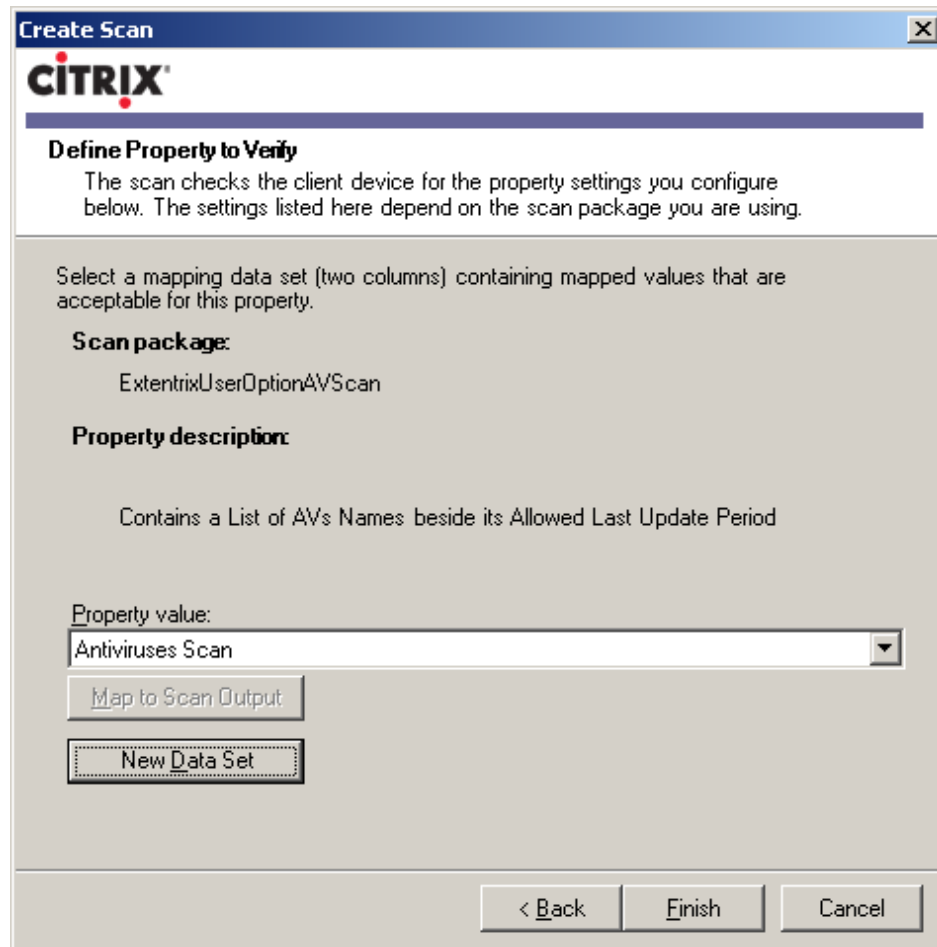 Create Scan
CiTRIX
Define Property to Verify
The scan checks the client device for the property settings you configure
below. The settings listed here depend on the scan package you are using.
Select a mapping data set (two columns) containing mapped values that are
acceptable for this property.
Scan package:
ExtentrixUserOptionAVScan
Property description:
Contains a List of AVs Names beside its Allowed Last Update Period
Property value:
Antiviruses Scan
Map to Scan Output
New Data Set
< Back
Finish
Cancel